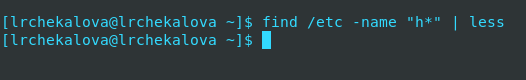 [lrchekalova@lrchekalova ~]$ find /etc -name "h*" | less
[lrchekalova@lrchekalova ~]$